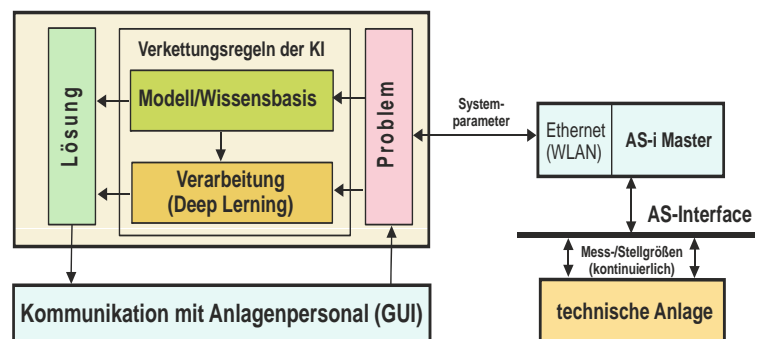 Verkettungsregeln der KI
Lösung
Modell/Wissensbasis
Verarbeitung
(Deep Lerning)
Problem
System-
parameter
Ethernet
(WLAN)
AS-i Master
AS-Interface
Mess-/Stellgrößen
(kontinuierlich)
Kommunikation mit Anlagenpersonal (GUI)
technische Anlage